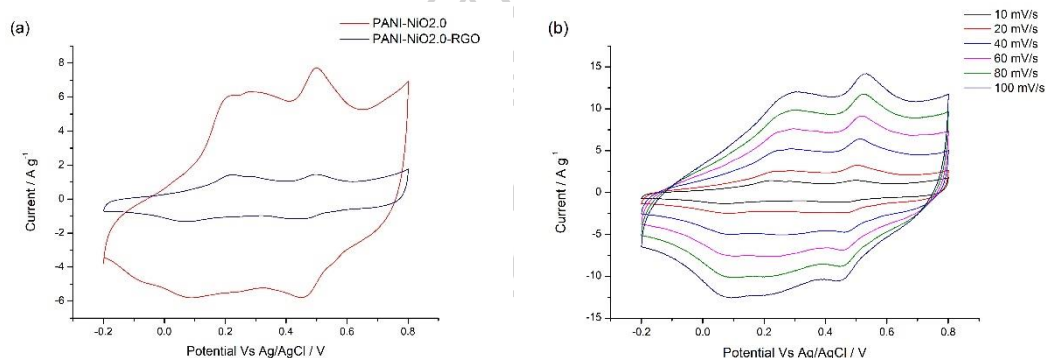 (a)
PANI-NiO2.0
PANI-NiO2.0-RGO
Current / A g⁻¹
8
6
4
2
0
-2
-4
-6
-0.2 0.0 0.2 0.4 0.6 0.8
Potential Vs Ag/AgCl / V
(b)
10 mV/s
20 mV/s
40 mV/s
60 mV/s
80 mV/s
100 mV/s
Current / A g⁻¹
15
10
5
0
-5
-10
-15
-0.2 0.0 0.2 0.4 0.6 0.8
Potential Vs Ag/AgCl / V